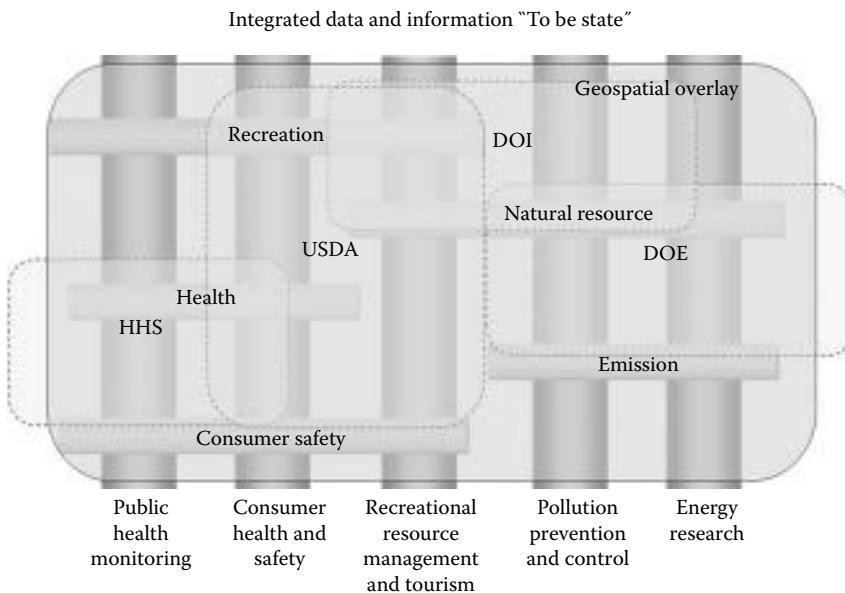 Integrated data and information “To be state”
Geospatial overlay
Recreation
DOI
Natural resource
USDA
DOE
Health
HHS
Emission
Consumer safety
Public
health
monitoring
Consumer
health and
safety
Recreational
resource
management
and tourism
Pollution
prevention
and control
Energy
research